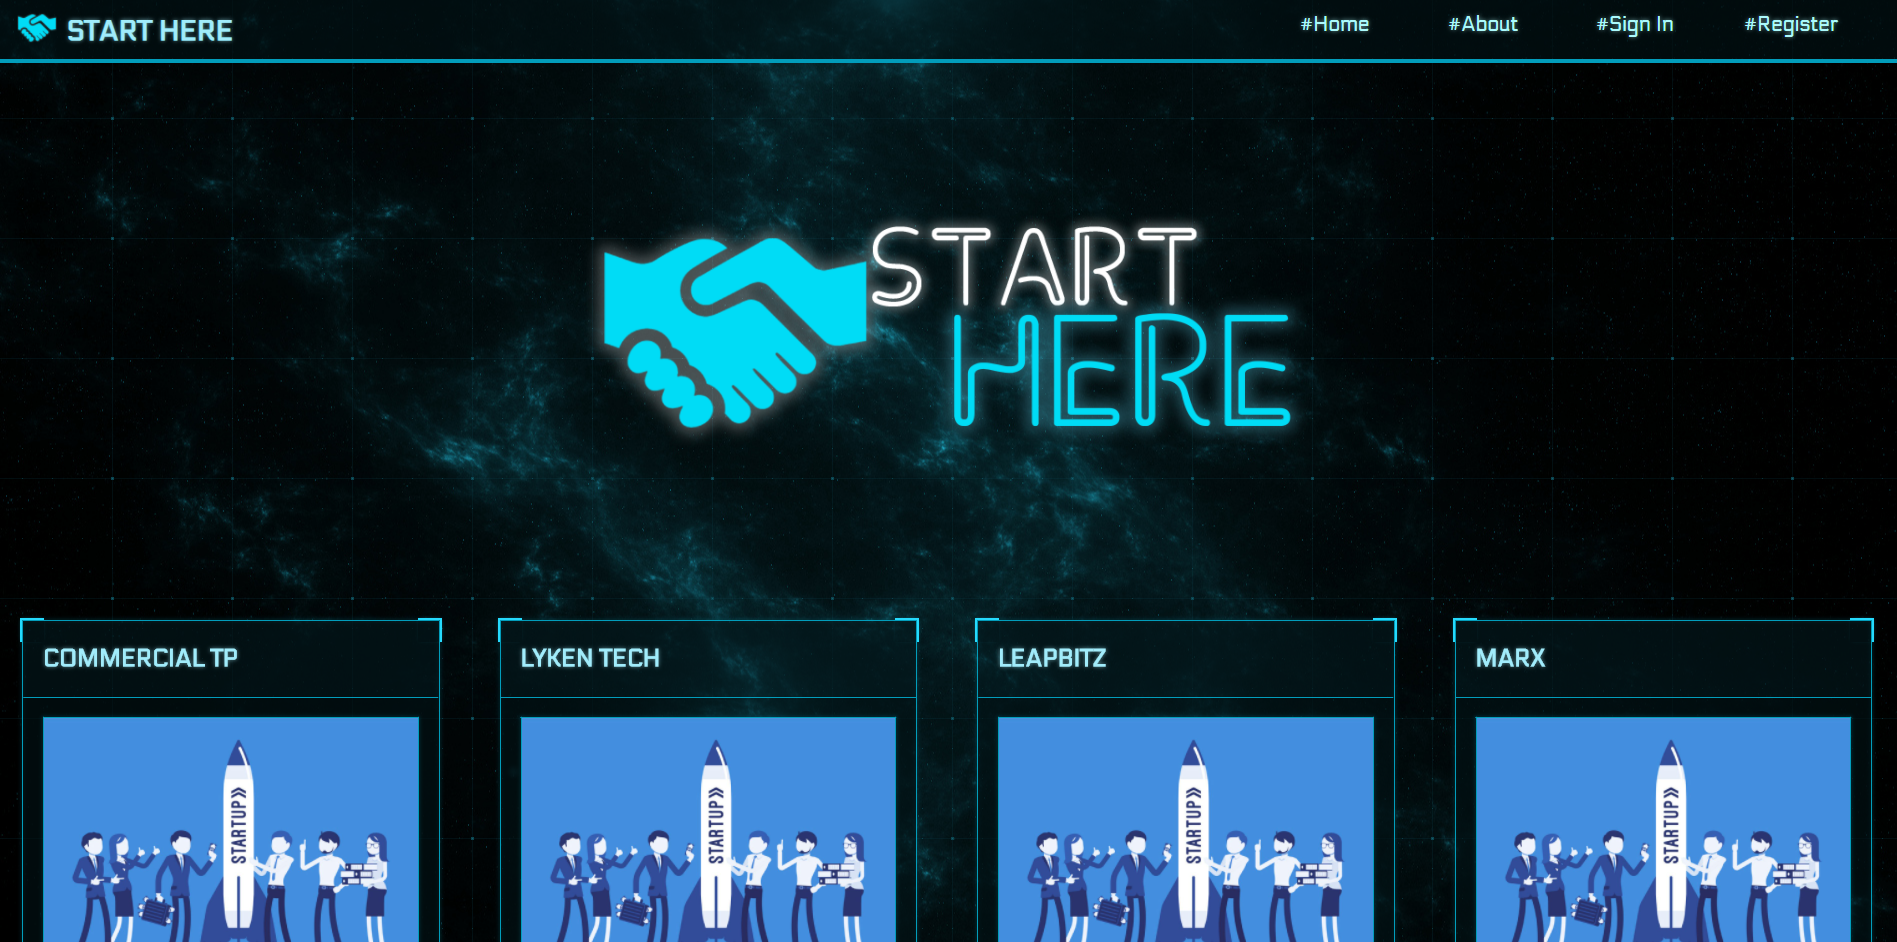 START HERE
#Home
#About
#Sign In
#Register
START
HERE
COMMERCIAL TP
LYKEN TECH
LEAPBITZ
MARX
STARTUP
STARTUP
STARTUP
STARTUP